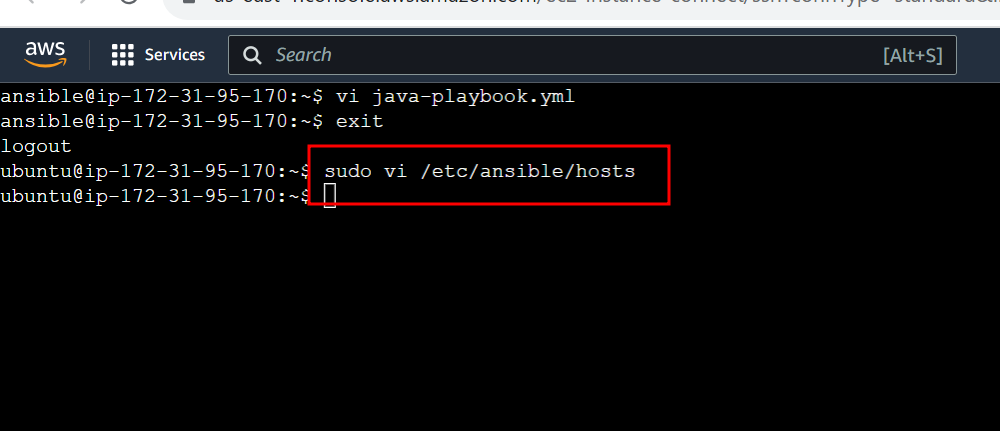 aws
Services
Search
[Alt+S]
ansible@ip-172-31-95-170:~$ vi java-playbook.yml
ansible@ip-172-31-95-170:~$ exit
logout
ubuntu@ip-172-31-95-170:~$ sudo vi /etc/ansible/hosts
ubuntu@ip-172-31-95-170:~$